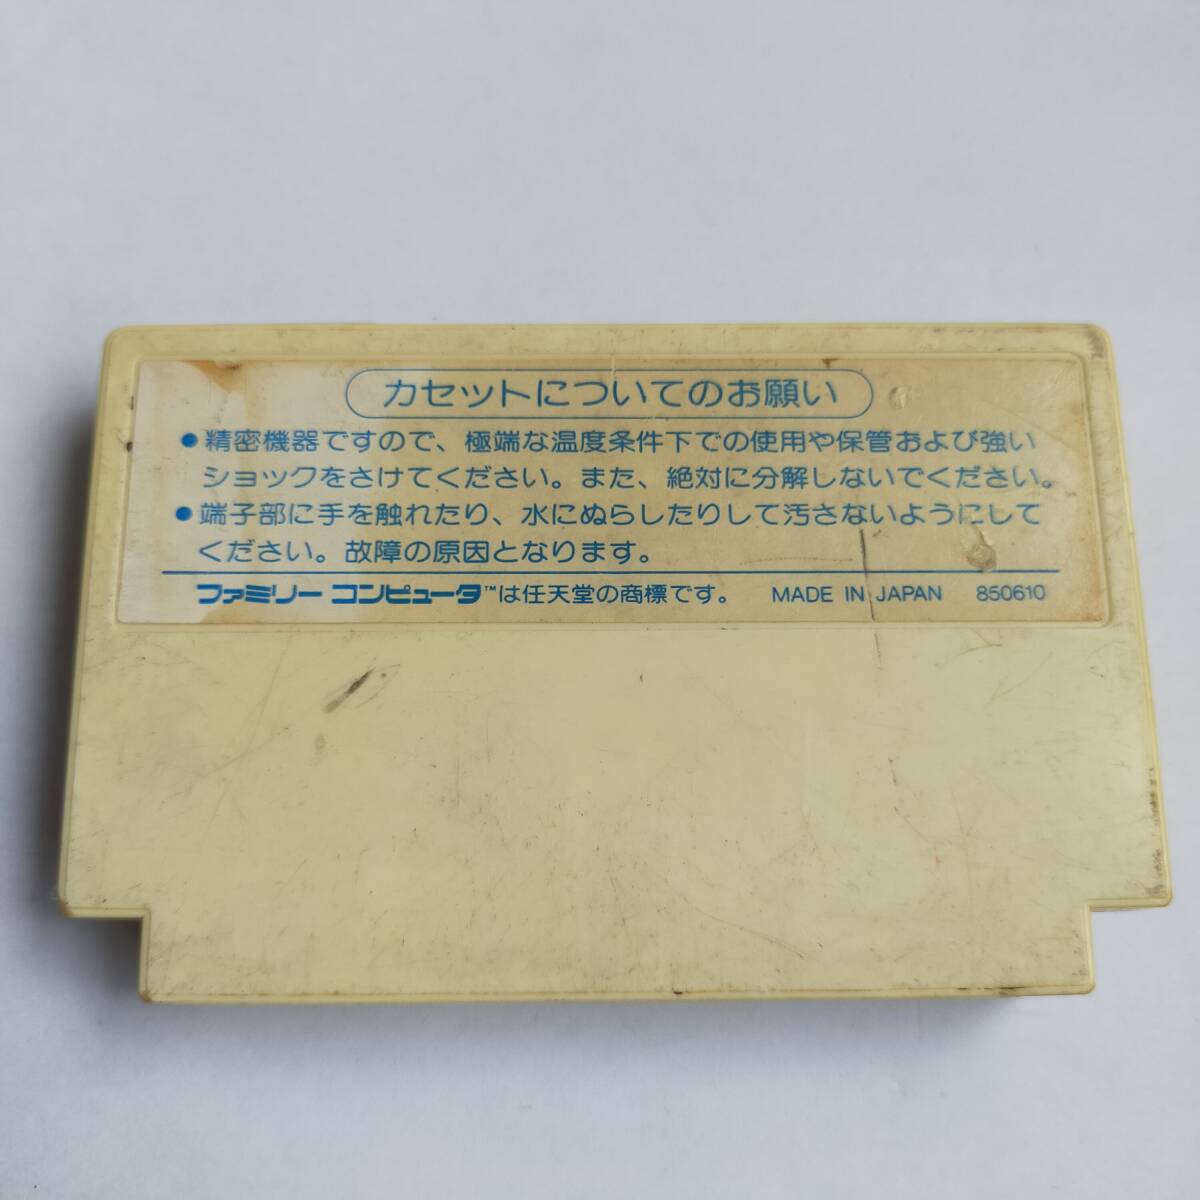 カセットについてのお願い
●精密機器ですので、極端な温度条件下での使用や保管および強い
ショックをさけてください。また、絶対に分解しないでください。
●端子部に手を触れたり、水にぬらしたりして汚さないようにして
ください。故障の原因となります。
ファミリー コンピュータ™は任天堂の商標です。 MADE IN JAPAN 850610